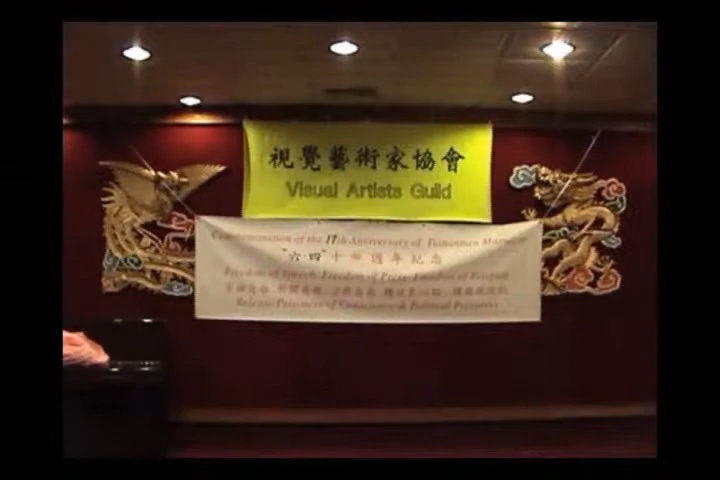 視覺藝術家協會
Visual Artists Guild
Commemoration of the 17th Anniversary of Tiananmen Massacre
"六·四"十七週年紀念
Freedom of Speech, Freedom of Press, Freedom of Religion
Release Prisoners of Conscience & Political Prisoners